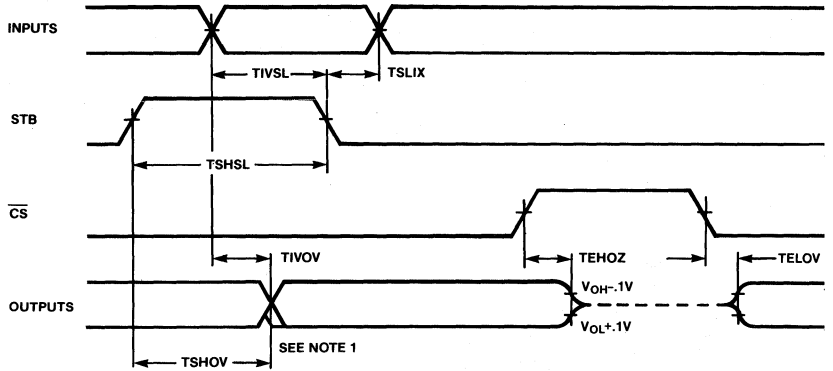 INPUTS
TIVSL
TSLIX
STB
TSHSL
CS
TIVOV
TEHOZ
TELOV
VOH–.1V
OUTPUTS
VOL+.1V
SEE NOTE 1
TSHOV